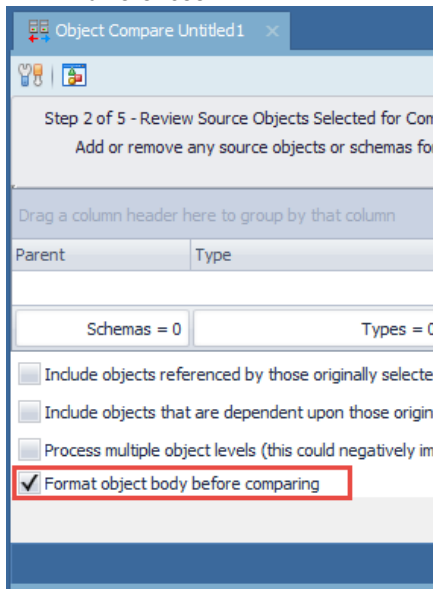 Object Compare Untitled1
Step 2 of 5 - Review Source Objects Selected for Com
Add or remove any source objects or schemas for
Drag a column header here to group by that column
Parent Type
Schemas = 0 Types = 0
Include objects referenced by those originally selecte
Include objects that are dependent upon those origin
Process multiple object levels (this could negatively im
Format object body before comparing